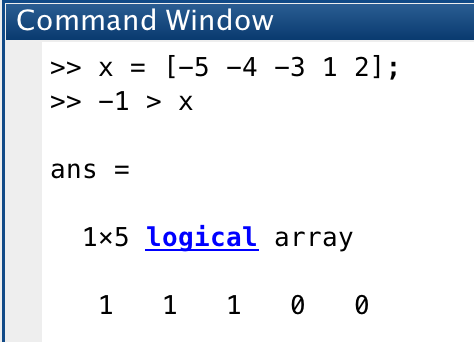 Command Window
>> x = [-5 -4 -3 1 2];
>> -1 > x
ans =
1×5 logical array
1 1 1 0 0